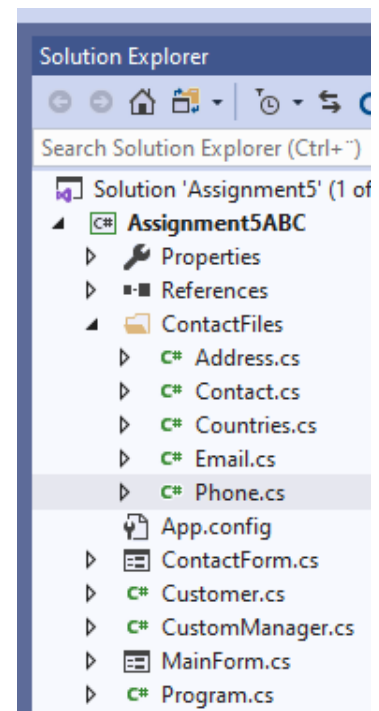 Solution Explorer
Search Solution Explorer (Ctrl+¨)
Solution 'Assignment5' (1 of
C# Assignment5ABC
Properties
References
ContactFiles
C# Address.cs
C# Contact.cs
C# Countries.cs
C# Email.cs
C# Phone.cs
App.config
ContactForm.cs
C# Customer.cs
C# CustomManager.cs
MainForm.cs
C# Program.cs